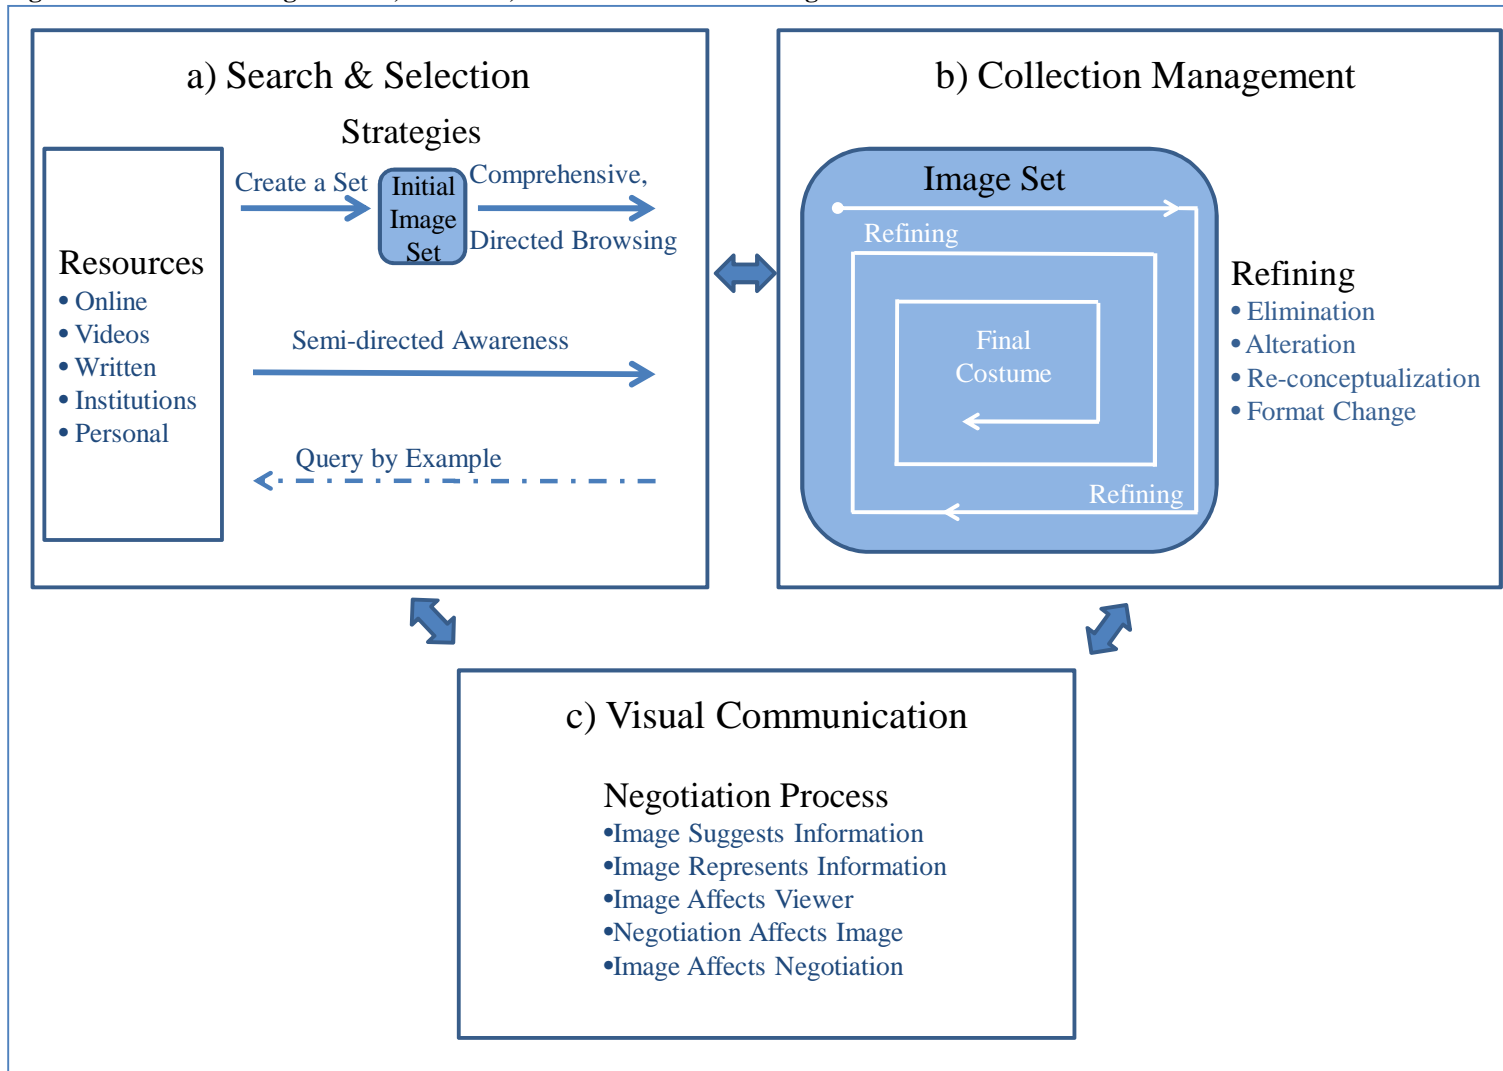 a) Search & Selection
Strategies
Create a Set
Initial
Image
Set
Comprehensive,
Directed Browsing
Resources
• Online
• Videos
• Written
• Institutions
• Personal
Semi-directed Awareness
Query by Example
b) Collection Management
Image Set
Refining
Final
Costume
Refining
Refining
• Elimination
• Alteration
• Re-conceptualization
• Format Change
c) Visual Communication
Negotiation Process
•Image Suggests Information
•Image Represents Information
•Image Affects Viewer
•Negotiation Affects Image
•Image Affects Negotiation